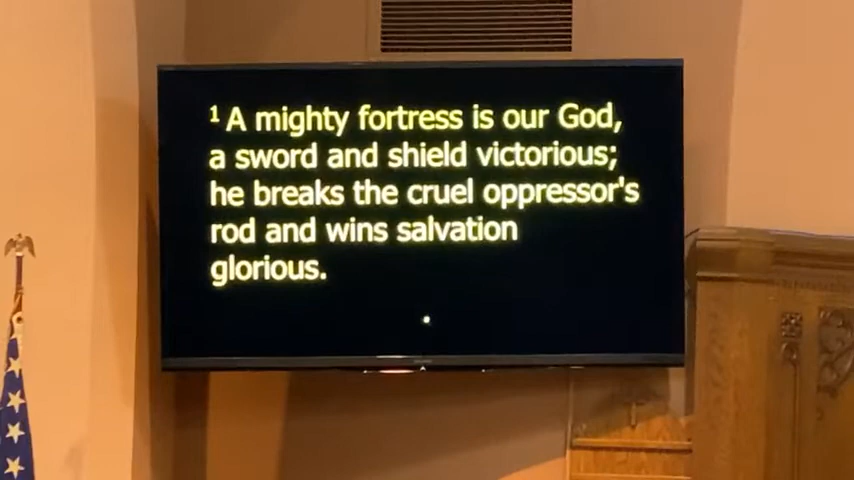 1 A mighty fortress is our God,
a sword and shield victorious;
he breaks the cruel oppressor's
rod and wins salvation
glorious.